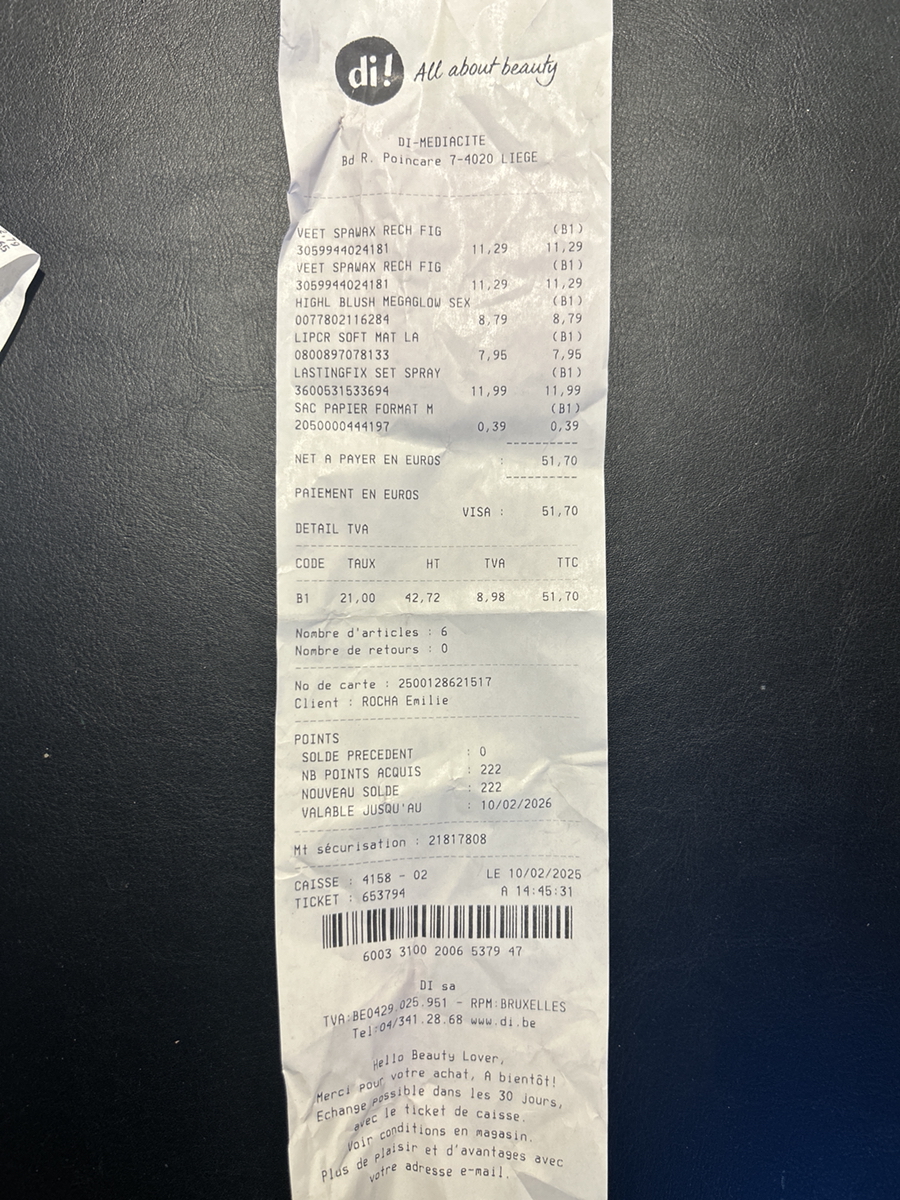 di! All about beauty
DI-MEDIACITE
Bd R. Poincare 7-4020 LIEGE
VEET SPAWAX RECH FIG (B1)
3059944024181 11,29 11,29
VEET SPAWAX RECH FIG (B1)
3059944024181 11,29 11,29
HIGHL BLUSH MEGAGLOW SEX (B1)
0077802116284 8,79 8,79
LIPCR SOFT MAT LA (B1)
0800897078133 7,95 7,95
LASTINGFIX SET SPRAY (B1)
3600531533694 11,99 11,99
SAC PAPIER FORMAT M (B1)
2050000444197 0,39 0,39
NET A PAYER EN EUROS : 51,70
PAIEMENT EN EUROS
VISA : 51,70
DETAIL TVA
CODE TAUX HT TVA TTC
B1 21,00 42,72 8,98 51,70
Nombre d'articles : 6
Nombre de retours : 0
No de carte : 2500128621517
Client : ROCHA Emilie
POINTS
SOLDE PRECEDENT : 0
NB POINTS ACQUIS : 222
NOUVEAU SOLDE : 222
VALABLE JUSQU'AU : 10/02/2026
Mt sécurisation : 21817808
CAISSE : 4158 - 02 LE 10/02/2025
TICKET : 653794 A 14:45:31
6003 3100 2006 5379 47
DI sa
TVA:BE0429.025.951 - RPM:BRUXELLES
Tel:04/341.28.68 www.di.be
Hello Beauty Lover,
Merci pour votre achat, A bientôt!
Echange possible dans les 30 jours,
avec le ticket de caisse.
Voir conditions en magasin.
Plus de plaisir et d'avantages avec
votre adresse e-mail.